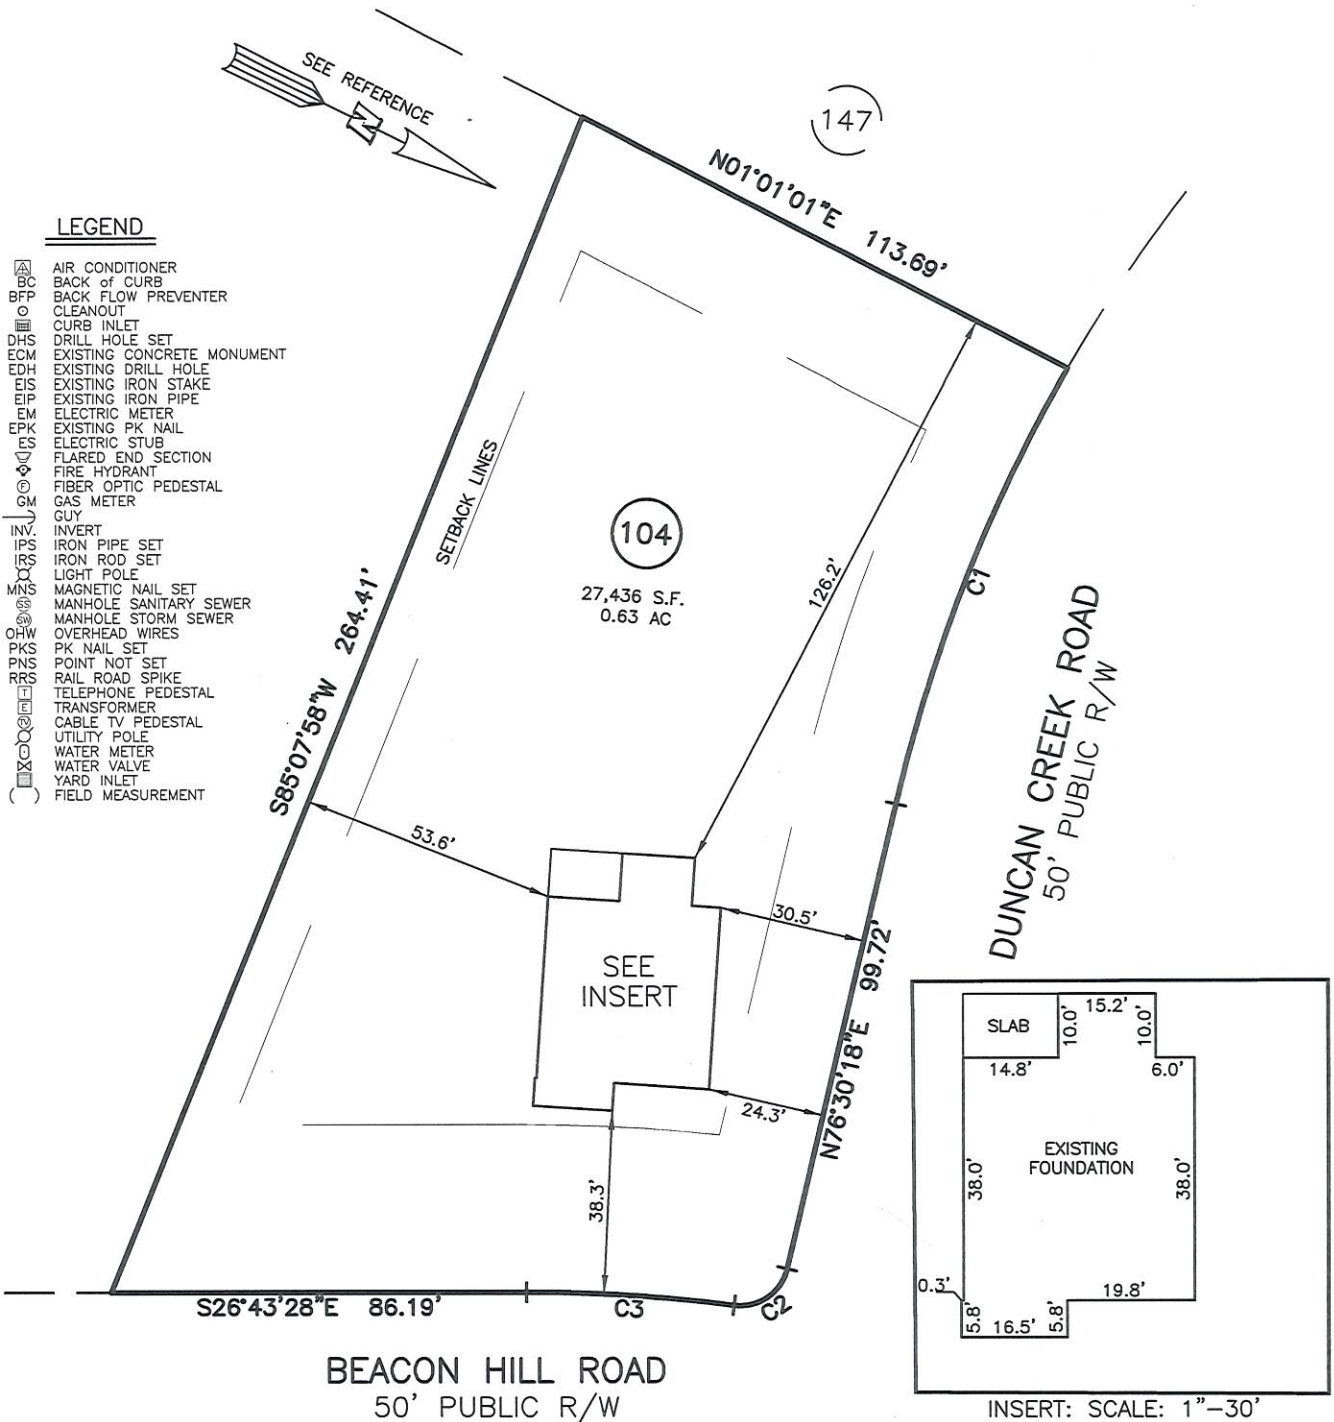 SEE REFERENCE
N
147
N01°01'01"E 113.69'
LEGEND
A AIR CONDITIONER
BC BACK of CURB
BFP BACK FLOW PREVENTER
CLEANOUT
CURB INLET
DHS DRILL HOLE SET
ECM EXISTING CONCRETE MONUMENT
EDH EXISTING DRILL HOLE
EIS EXISTING IRON STAKE
EIP EXISTING IRON PIPE
EM ELECTRIC METER
EPK EXISTING PK NAIL
ES ELECTRIC STUB
FLARED END SECTION
FIRE HYDRANT
F FIBER OPTIC PEDESTAL
GM GAS METER
GUY
INV. INVERT
IPS IRON PIPE SET
IRS IRON ROD SET
LIGHT POLE
MNS MAGNETIC NAIL SET
SS MANHOLE SANITARY SEWER
SW MANHOLE STORM SEWER
OHW OVERHEAD WIRES
PKS PK NAIL SET
PNS POINT NOT SET
RRS RAIL ROAD SPIKE
T TELEPHONE PEDESTAL
E TRANSFORMER
TV CABLE TV PEDESTAL
UTILITY POLE
WATER METER
WATER VALVE
YARD INLET
( ) FIELD MEASUREMENT
SETBACK LINES
104
27,436 S.F.
0.63 AC
126.2'
C1
S85°07'58"W 264.41'
DUNCAN CREEK ROAD
50' PUBLIC R/W
53.6'
30.5'
SEE
INSERT
N76°30'18"E 99.72'
24.3'
38.3'
S26°43'28"E 86.19'
C3
C2
BEACON HILL ROAD
50' PUBLIC R/W
SLAB
10.0'
15.2'
10.0'
14.8'
6.0'
EXISTING
FOUNDATION
38.0'
38.0'
0.3'
19.8'
5.8'
16.5'
5.8'
INSERT: SCALE: 1"-30'